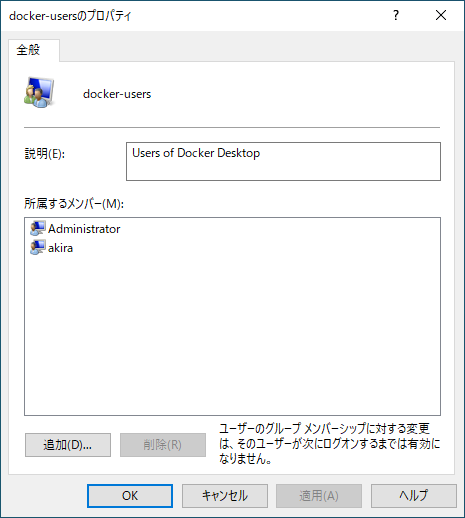 docker-usersのプロパティ
?
全般
docker-users
説明(E):
Users of Docker Desktop
所属するメンバー(M):
Administrator
akira
追加(D)...
削除(R)
ユーザーのグループ メンバーシップに対する変更
は、そのユーザーが次にログオンするまでは有効に
なりません。
OK
キャンセル
適用(A)
ヘルプ